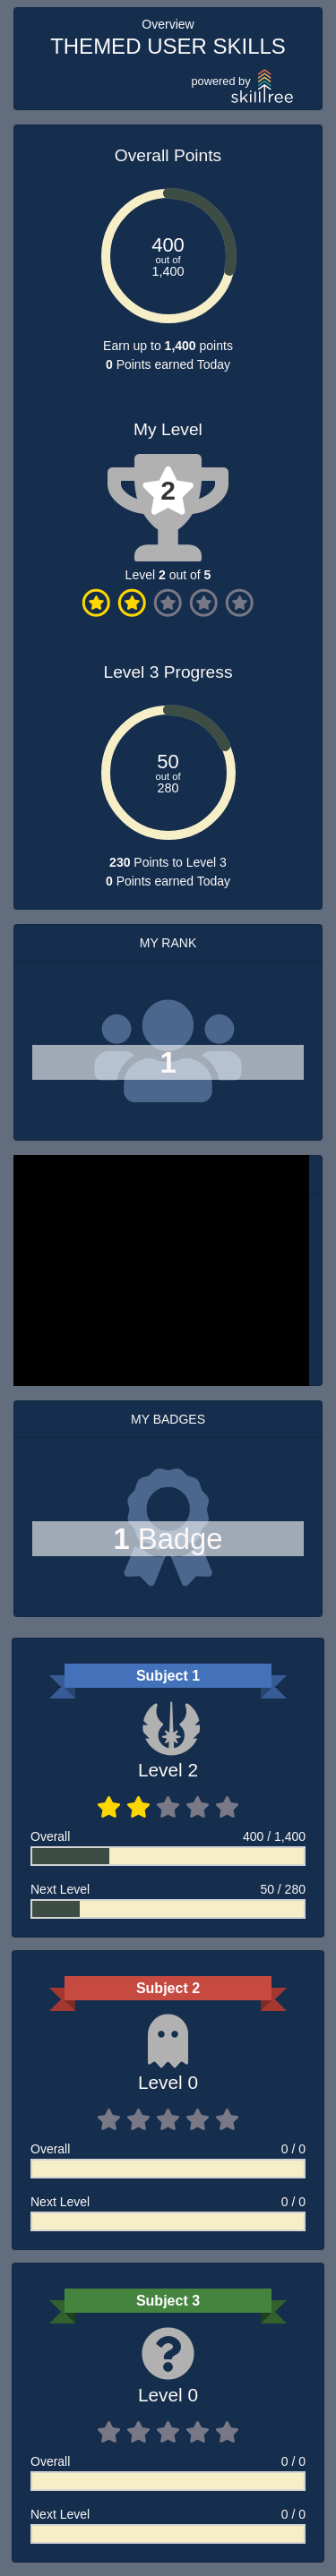 Overview
THEMED USER SKILLS
powered by
skilltree
Overall Points
400
out of
1,400
Earn up to 1,400 points
0 Points earned Today
My Level
2
Level 2 out of 5
Level 3 Progress
50
out of
280
230 Points to Level 3
0 Points earned Today
MY RANK
1
MY BADGES
1 Badge
Subject 1
Level 2
Overall 400 / 1,400
Next Level 50 / 280
Subject 2
Level 0
Overall 0 / 0
Next Level 0 / 0
Subject 3
Level 0
Overall 0 / 0
Next Level 0 / 0